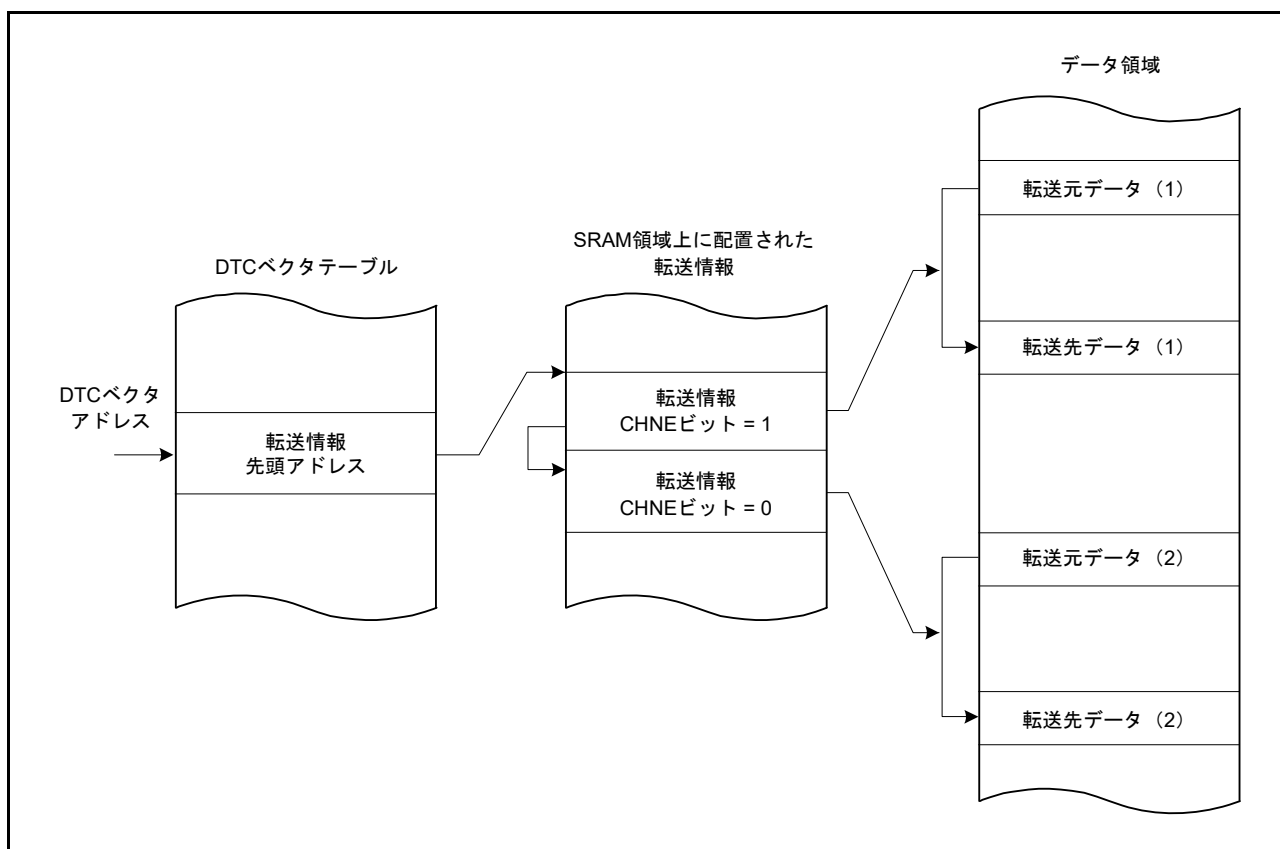 データ領域
転送元データ（1）
SRAM領域上に配置された
転送情報
DTCベクタテーブル
転送先データ（1）
DTCベクタ
アドレス
転送情報
CHNEビット = 1
転送情報
先頭アドレス
転送情報
CHNEビット = 0
転送元データ（2）
転送先データ（2）